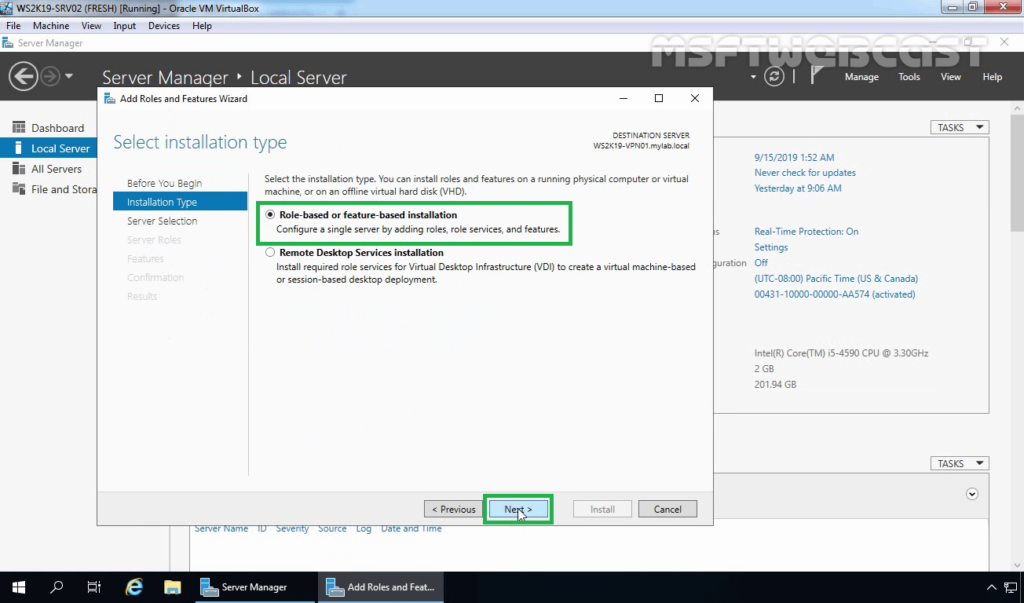 WS2K19-SRV02 (FRESH) [Running] - Oracle VM VirtualBox
File Machine View Input Devices Help
Server Manager
MSFTWEBCAST
Server Manager Local Server
Manage Tools View Help
Add Roles and Features Wizard
Select installation type
DESTINATION SERVER
WS2K19-VPN01.mylab.local
Dashboard
Local Server
All Servers
File and Stora
Before You Begin
Installation Type
Server Selection
Server Roles
Features
Confirmation
Results
Select the installation type. You can install roles and features on a running physical computer or virtual
machine, or on an offline virtual hard disk (VHD).
Role-based or feature-based installation
Configure a single server by adding roles, role services, and features.
Remote Desktop Services installation
Install required role services for Virtual Desktop Infrastructure (VDI) to create a virtual machine-based
or session-based desktop deployment.
< Previous
Next >
Install
Cancel
TASKS
9/15/2019 1:52 AM
Never check for updates
Yesterday at 9:06 AM
Real-Time Protection: On
Settings
guration Off
(UTC-08:00) Pacific Time (US & Canada)
00431-10000-00000-AA574 (activated)
Intel(R) Core(TM) i5-4590 CPU @ 3.30GHz
2 GB
201.94 GB
TASKS
Server Name ID Severity Source Log Date and Time
Server Manager
Add Roles and Feat...